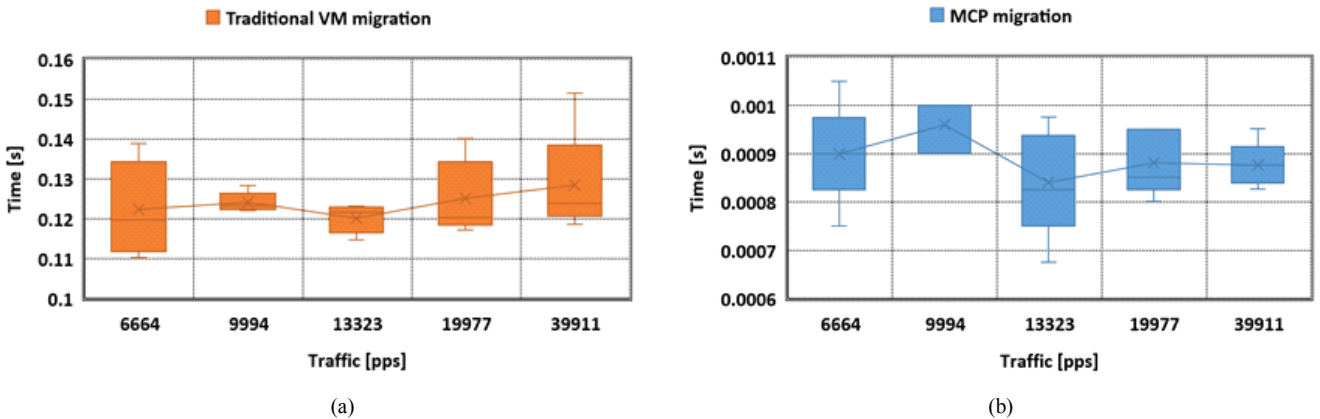 Traditional VM migration
Time [s]
0.16
0.15
0.14
0.13
0.12
0.11
0.1
6664 9994 13323 19977 39911
Traffic [pps]
(a)
MCP migration
Time [s]
0.0011
0.001
0.0009
0.0008
0.0007
0.0006
6664 9994 13323 19977 39911
Traffic [pps]
(b)